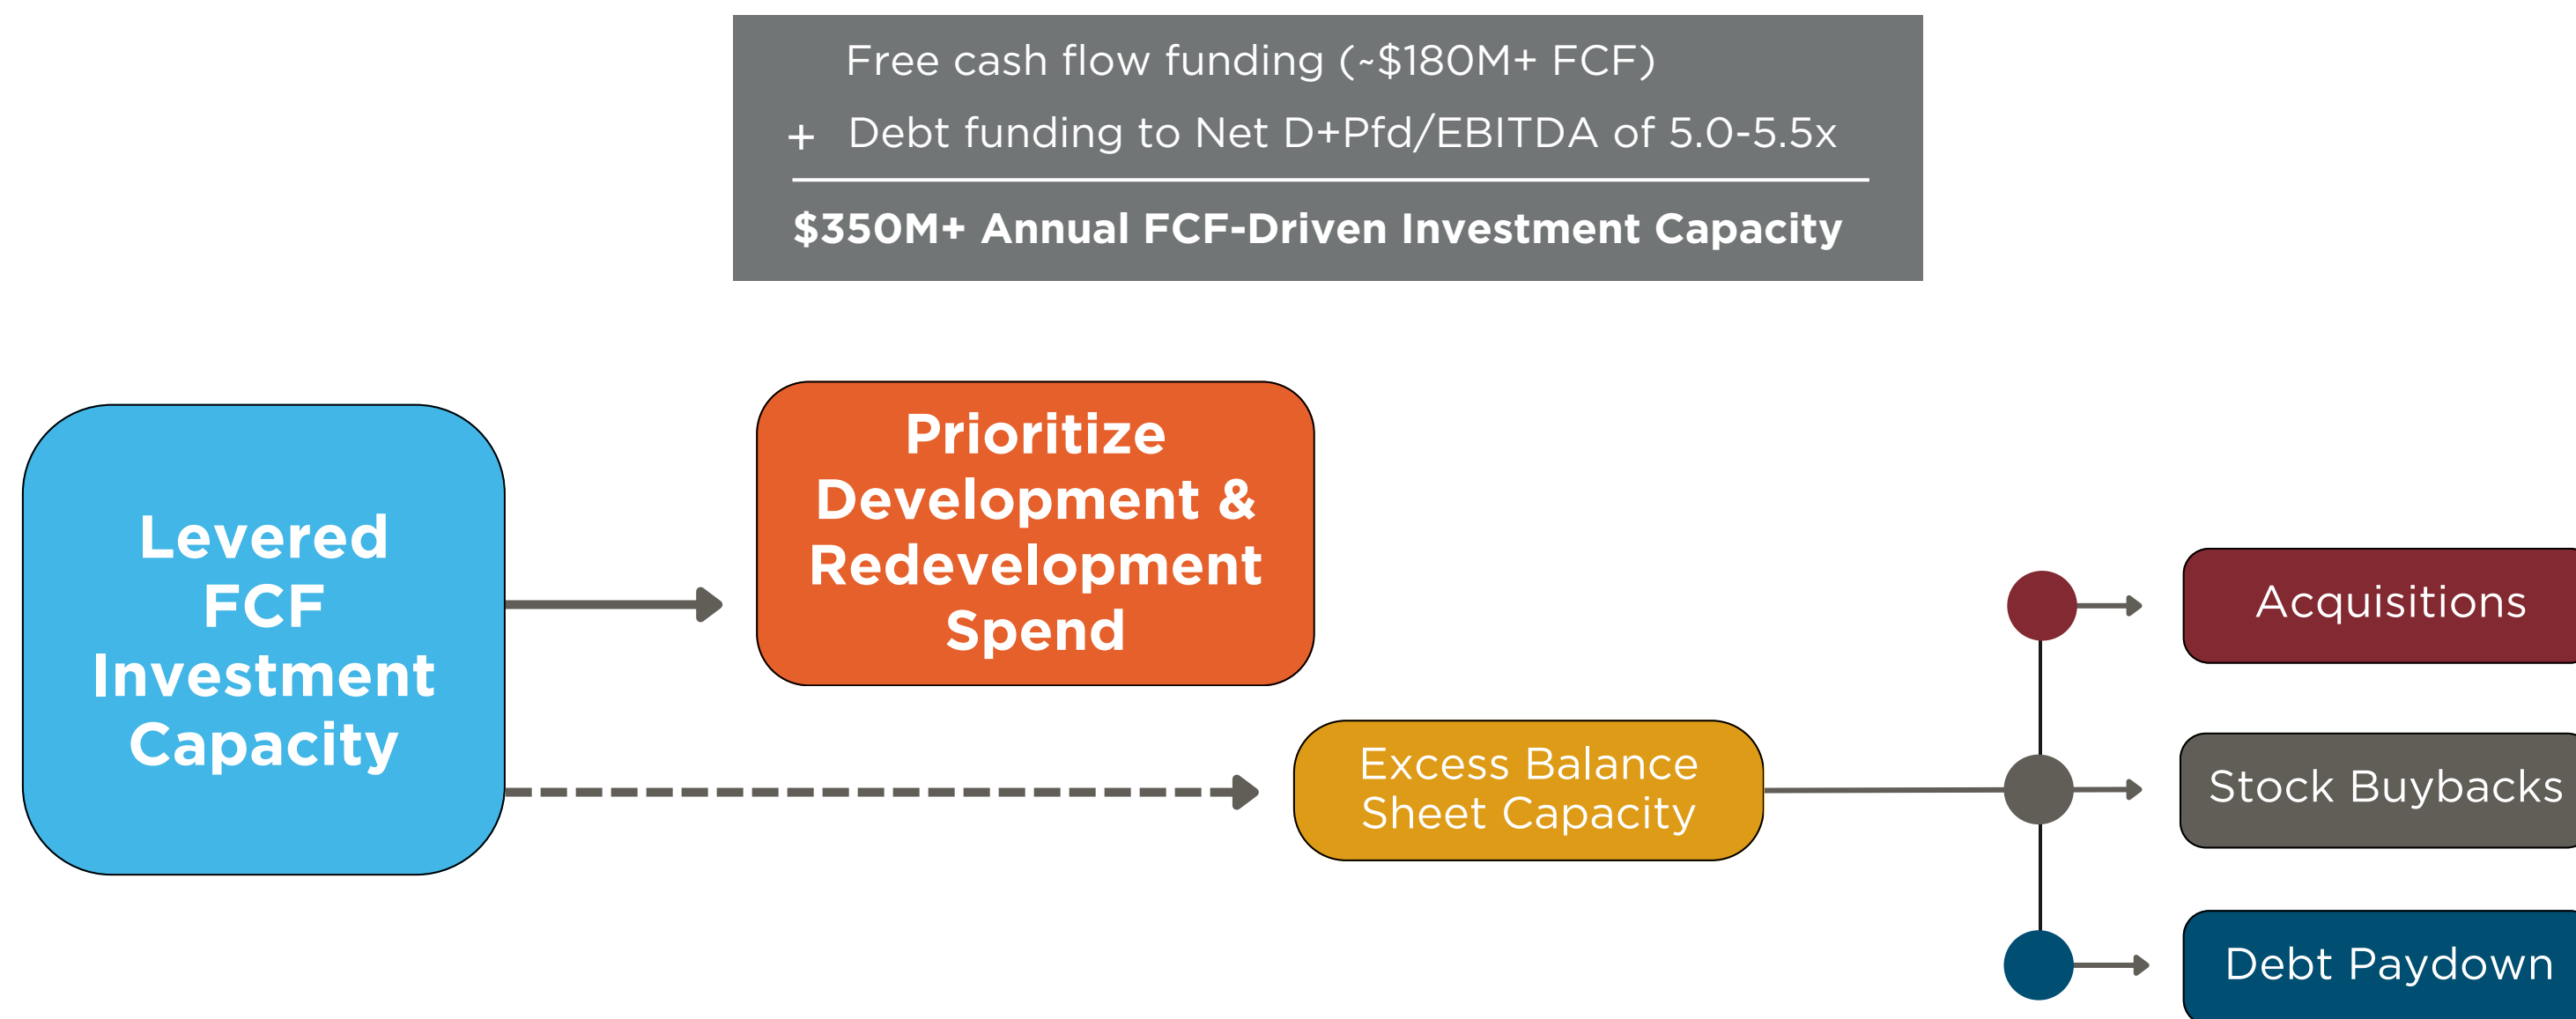 Free cash flow funding (~$180M+ FCF)
+ Debt funding to Net D+Pfd/EBITDA of 5.0-5.5x
$350M+ Annual FCF-Driven Investment Capacity
Levered
FCF
Investment
Capacity
Prioritize
Development &
Redevelopment
Spend
Excess Balance
Sheet Capacity
Acquisitions
Stock Buybacks
Debt Paydown